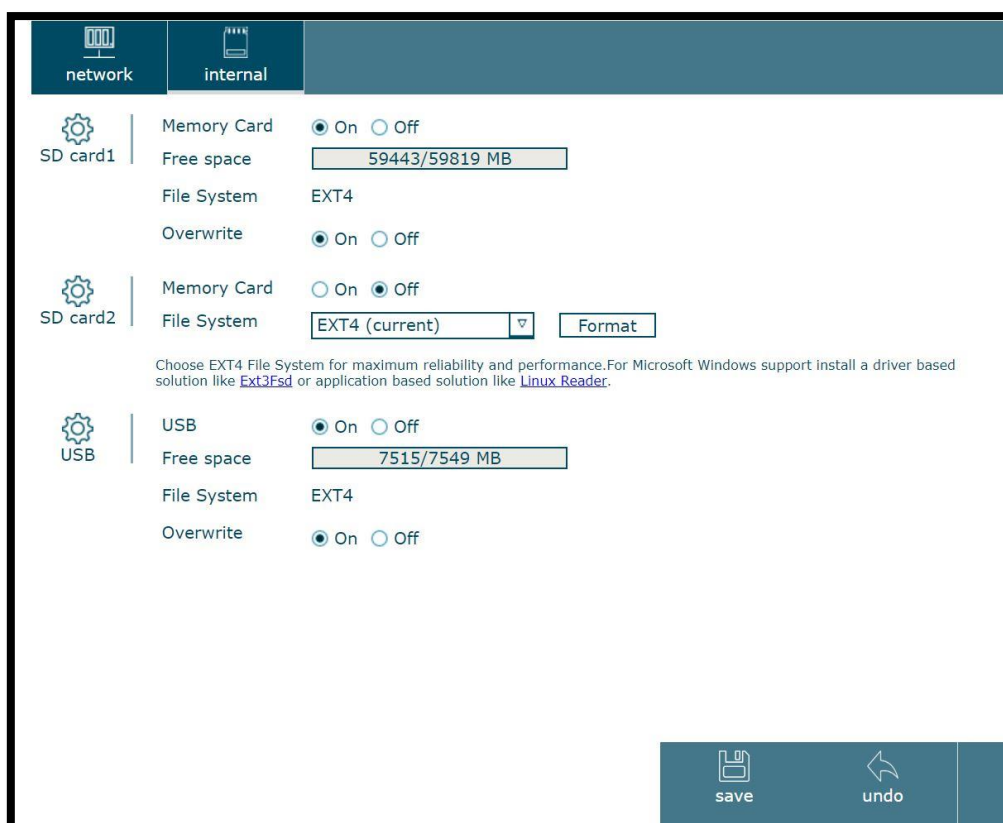 network internal
Memory Card On Off
SD card1 Free space 59443/59819 MB
File System EXT4
Overwrite On Off
Memory Card On Off
SD card2 File System EXT4 (current) Format
Choose EXT4 File System for maximum reliability and performance.For Microsoft Windows support install a driver based
solution like Ext3Fsd or application based solution like Linux Reader.
USB On Off
USB Free space 7515/7549 MB
File System EXT4
Overwrite On Off
save undo